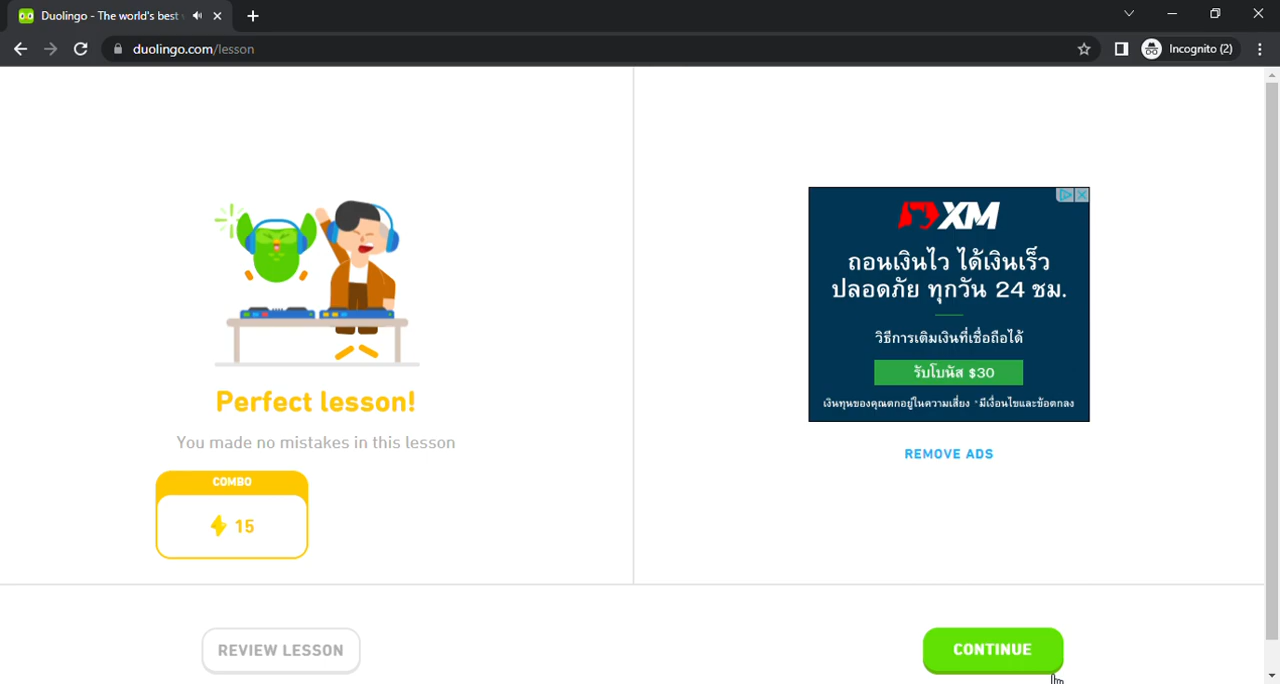 Duolingo - The world's best
duolingo.com/lesson
Incognito (2)
Perfect lesson!
You made no mistakes in this lesson
COMBO
15
REVIEW LESSON
XM
ถอนเงินไว ได้เงินเร็ว
ปลอดภัย ทุกวัน 24 ชม.
วิธีการเติมเงินที่เชื่อถือได้
รับโบนัส $30
เงินทุนของคุณตกอยู่ในความเสี่ยง *มีเงื่อนไขและข้อตกลง
REMOVE ADS
CONTINUE